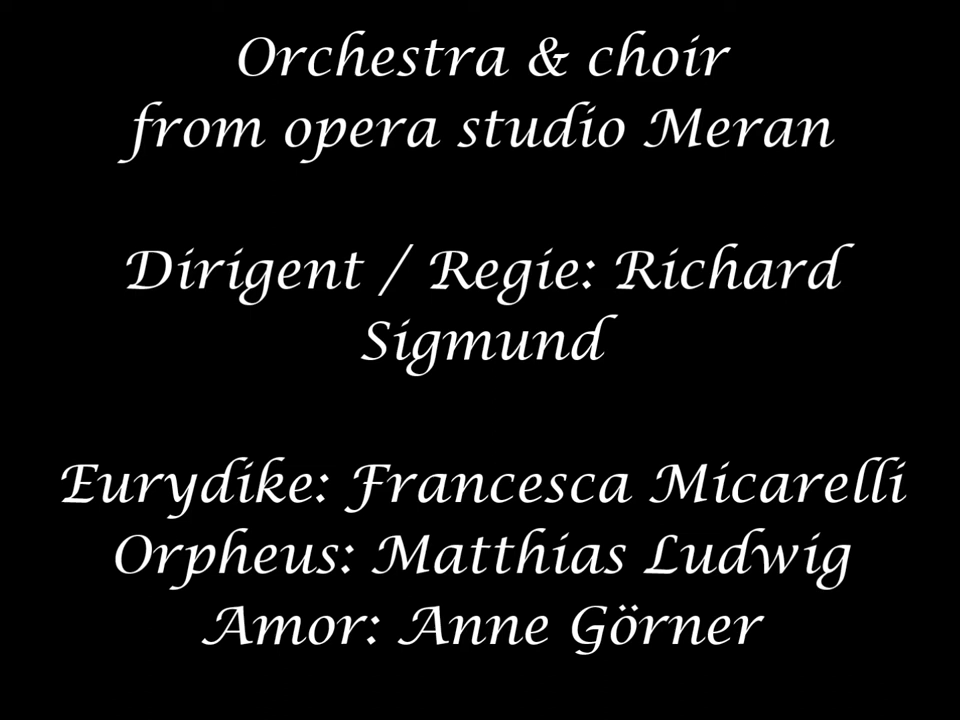 Orchestra & choir
from opera studio Meran
Dirigent / Regie: Richard
Sigmund
Eurydike: Francesca Micarelli
Orpheus: Matthias Ludwig
Amor: Anne Görner